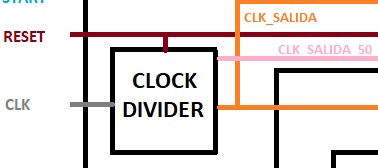 START
CLK_SALIDA
RESET
CLK_SALIDA_50
CLOCK
DIVIDER
CLK